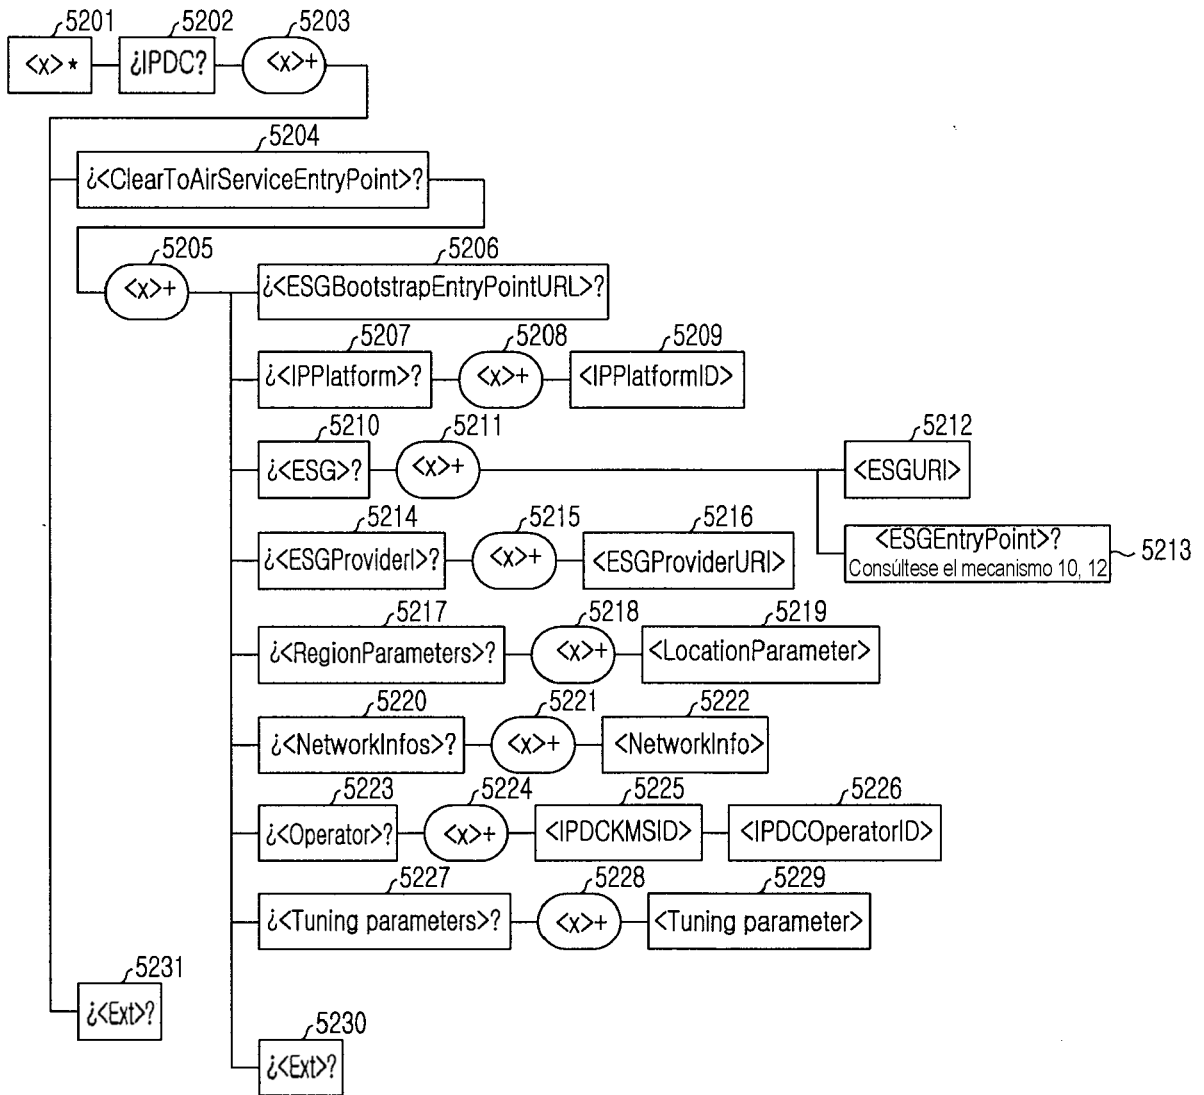 5201
5202
5203
<x>*
¿IPDC?
<x>+
5204
¿<ClearToAirServiceEntryPoint>?
5205
5206
<x>+
¿<ESGBootstrapEntryPointURL>?
5207
5208
5209
¿<IPPlatform>?
<x>+
<IPPlatformID>
5210
5211
5212
¿<ESG>?
<x>+
<ESGURI>
<ESGEntryPoint>?
Consúltese el mecanismo 10, 12
5213
5214
5215
5216
¿<ESGProviderI>?
<x>+
<ESGProviderURI>
5217
5218
5219
¿<RegionParameters>?
<x>+
<LocationParameter>
5220
5221
5222
¿<NetworkInfos>?
<x>+
<NetworkInfo>
5223
5224
5225
5226
¿<Operator>?
<x>+
<IPDCKMSID>
<IPDCOperatorID>
5227
5228
5229
¿<Tuning parameters>?
<x>+
<Tuning parameter>
5231
¿<Ext>?
5230
¿<Ext>?